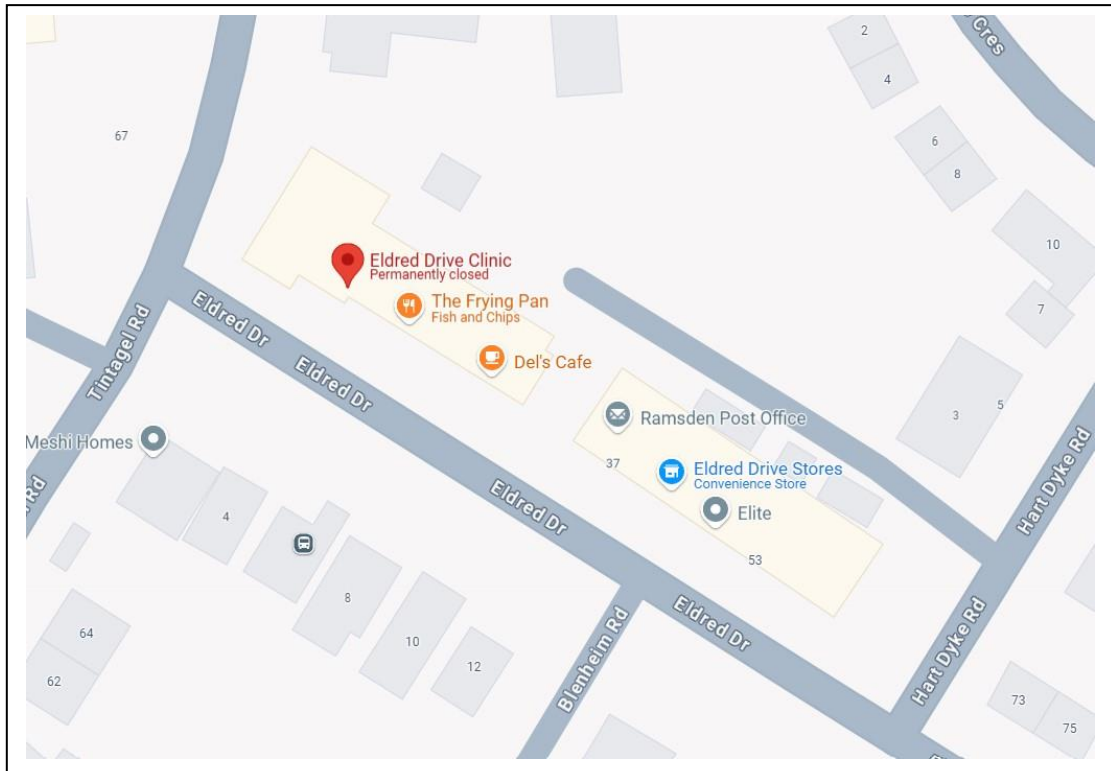 2
4
Cres
6
8
67
10
7
Eldred Drive Clinic
Permanently closed
The Frying Pan
Fish and Chips
Del's Cafe
Eldred Dr
Eldred Dr
Tintagel Rd
Ramsden Post Office
3
5
Meshi Homes
37
Eldred Drive Stores
Convenience Store
Elite
Hart Dyke Rd
Rd
4
Eldred Dr
53
8
64
10
Blenheim Rd
Eldred Dr
Hart Dyke Rd
12
62
73
75